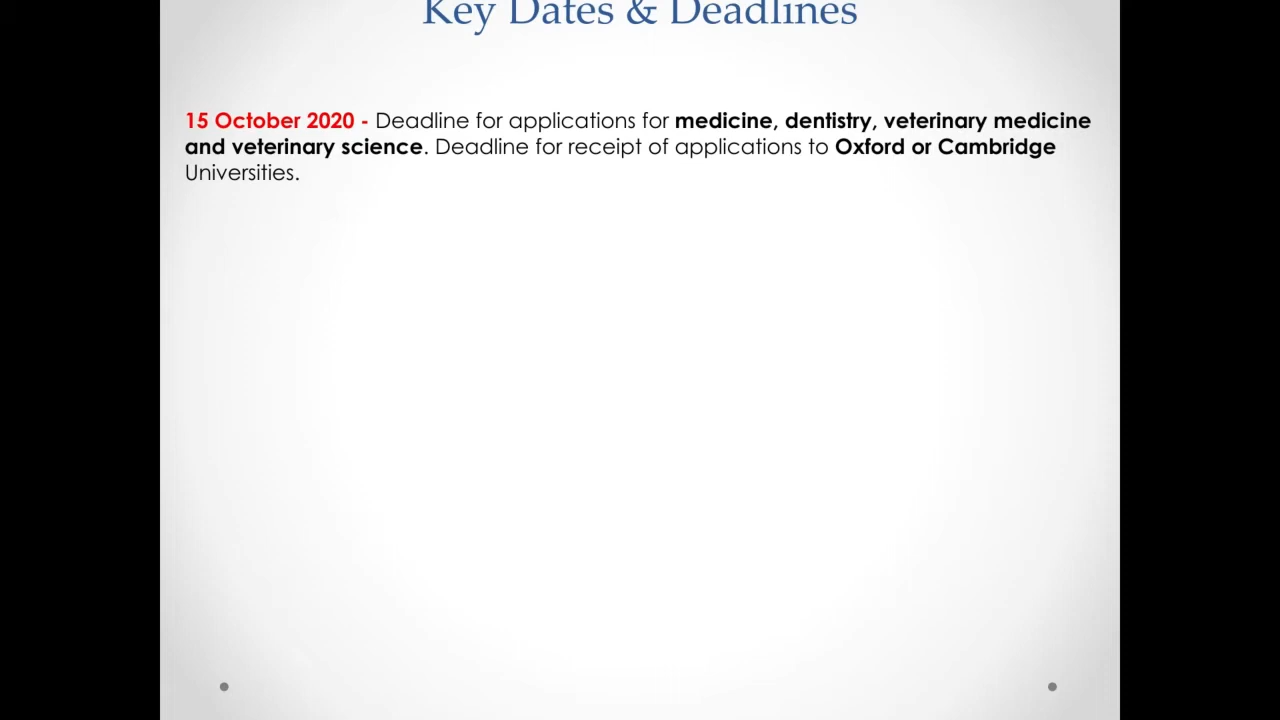 Key Dates & Deadlines
15 October 2020 - Deadline for applications for medicine, dentistry, veterinary medicine
and veterinary science. Deadline for receipt of applications to Oxford or Cambridge
Universities.